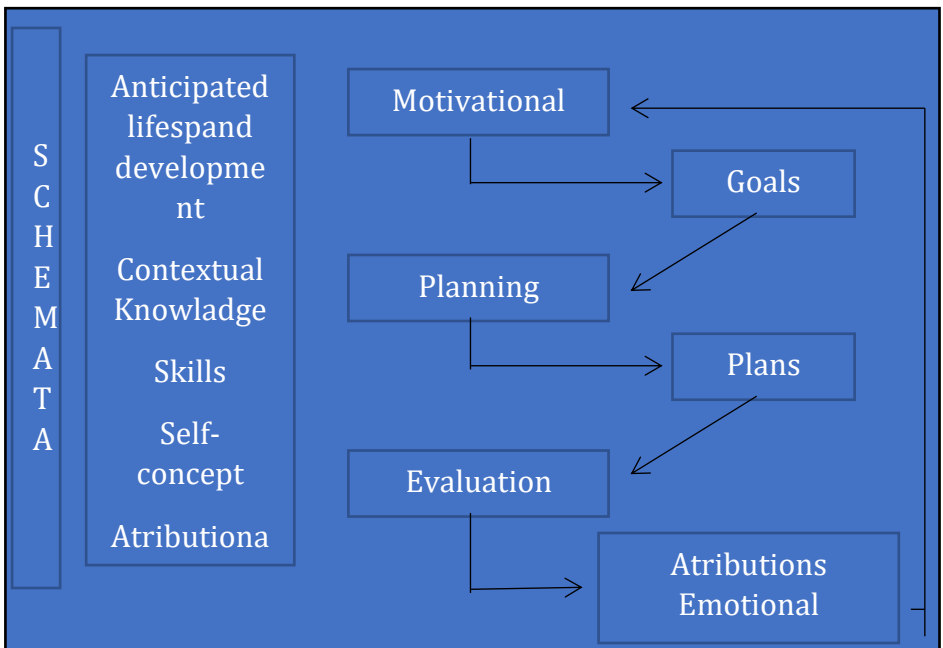 S
C
H
E
M
A
T
A
Anticipated
lifespand
developme
nt
Contextual
Knowladge
Skills
Self-
concept
Atributiona
Motivational
Goals
Planning
Plans
Evaluation
Atributions
Emotional